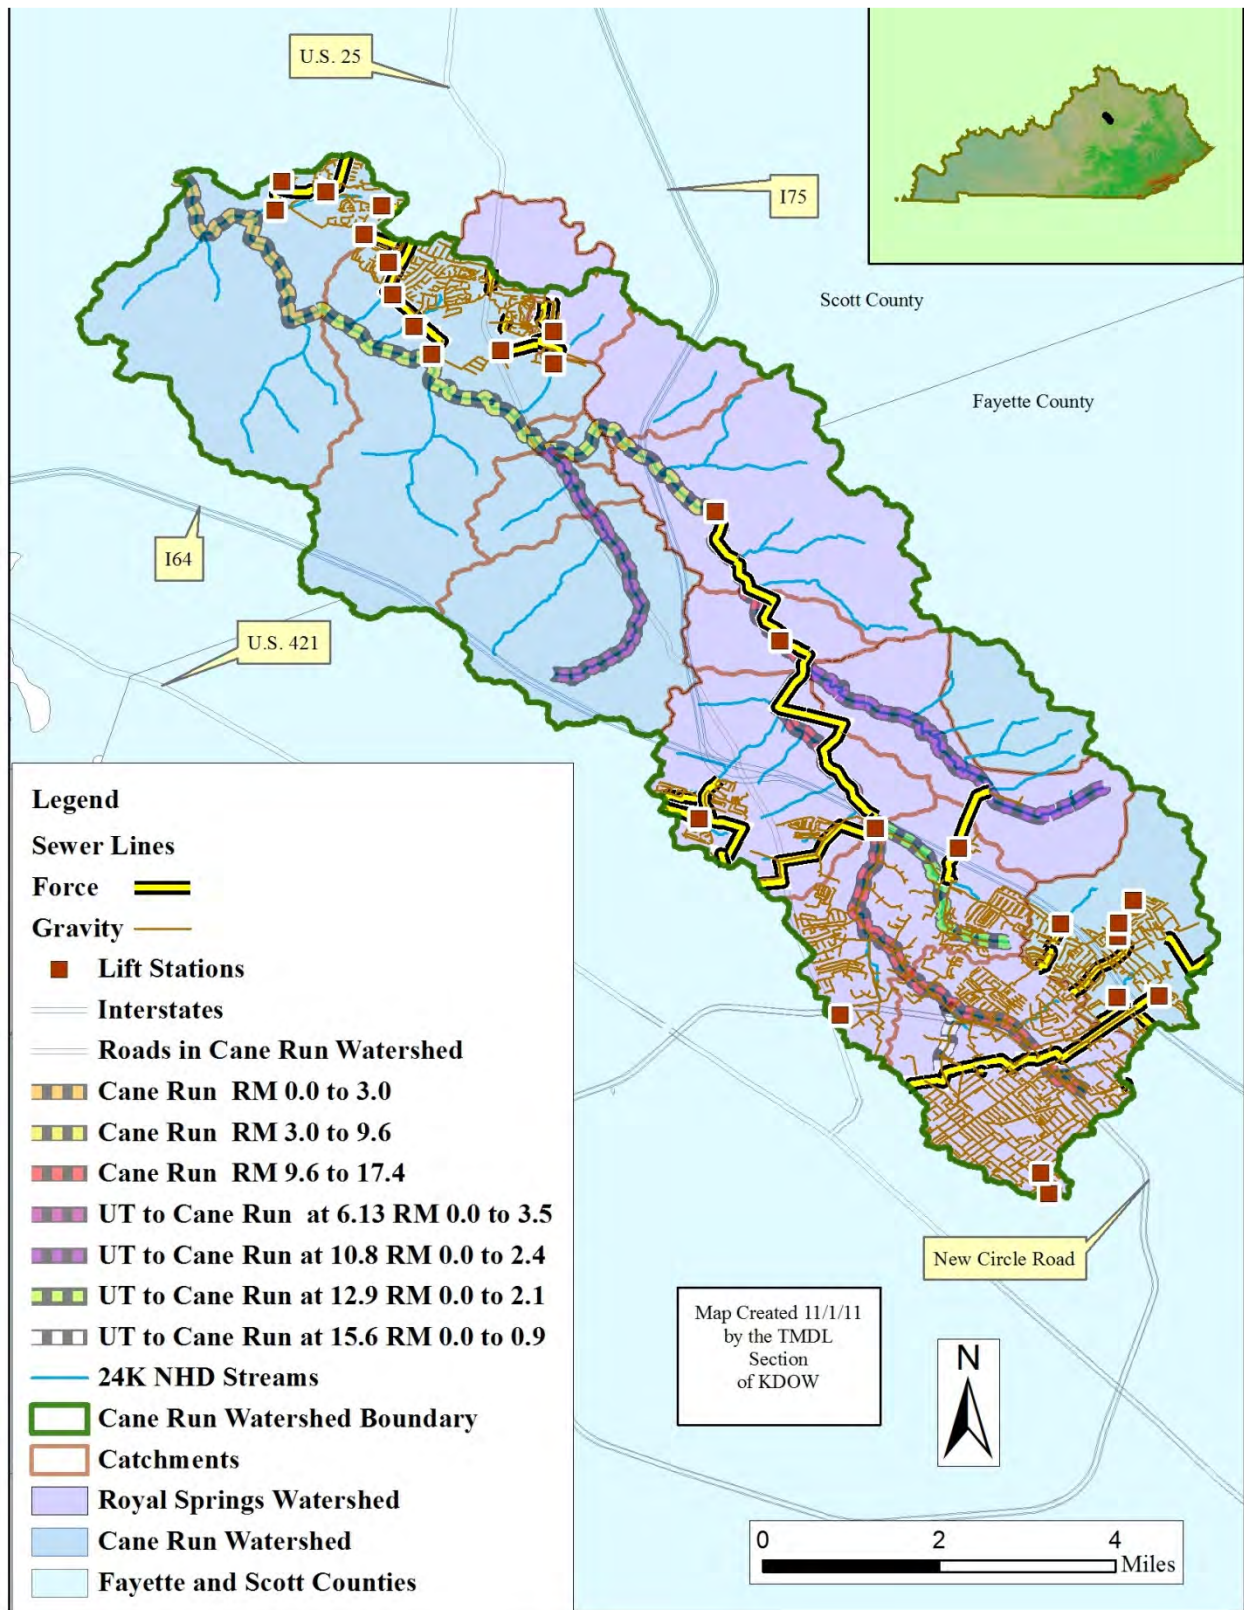 U.S. 25
I75
Scott County
Fayette County
I64
U.S. 421
Legend
Sewer Lines
Force
Gravity
Lift Stations
Interstates
Roads in Cane Run Watershed
Cane Run RM 0.0 to 3.0
Cane Run RM 3.0 to 9.6
Cane Run RM 9.6 to 17.4
UT to Cane Run at 6.13 RM 0.0 to 3.5
UT to Cane Run at 10.8 RM 0.0 to 2.4
UT to Cane Run at 12.9 RM 0.0 to 2.1
UT to Cane Run at 15.6 RM 0.0 to 0.9
24K NHD Streams
Cane Run Watershed Boundary
Catchments
Royal Springs Watershed
Cane Run Watershed
Fayette and Scott Counties
New Circle Road
Map Created 11/1/11
by the TMDL
Section
of KDOW
N
0 2 4
Miles